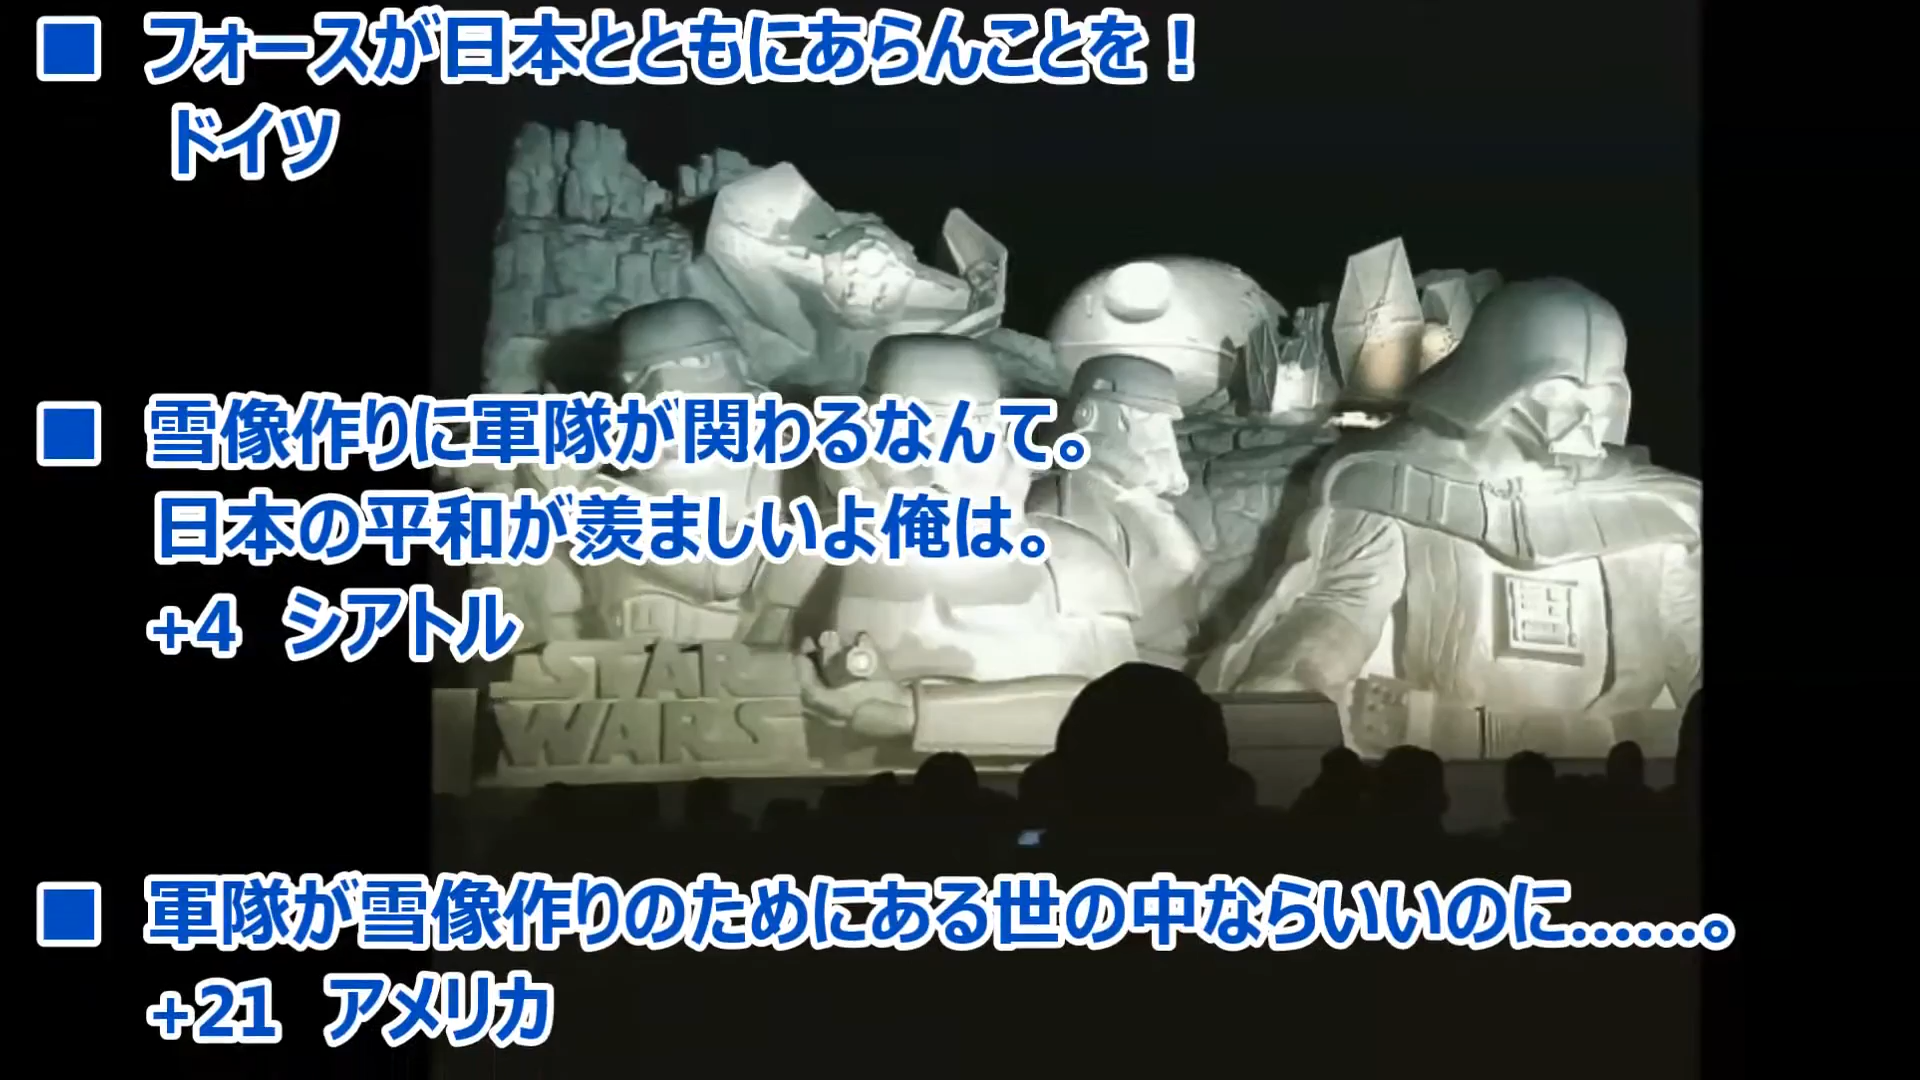 ■ フォースが日本とともにあらんことを！
ドイツ
■ 雪像作りに軍隊が関わるなんて。
日本の平和が羨ましいよ俺は。
+4 シアトル
STAR
WARS
■ 軍隊が雪像作りのためにある世の中ならいいのに……。
+21 アメリカ